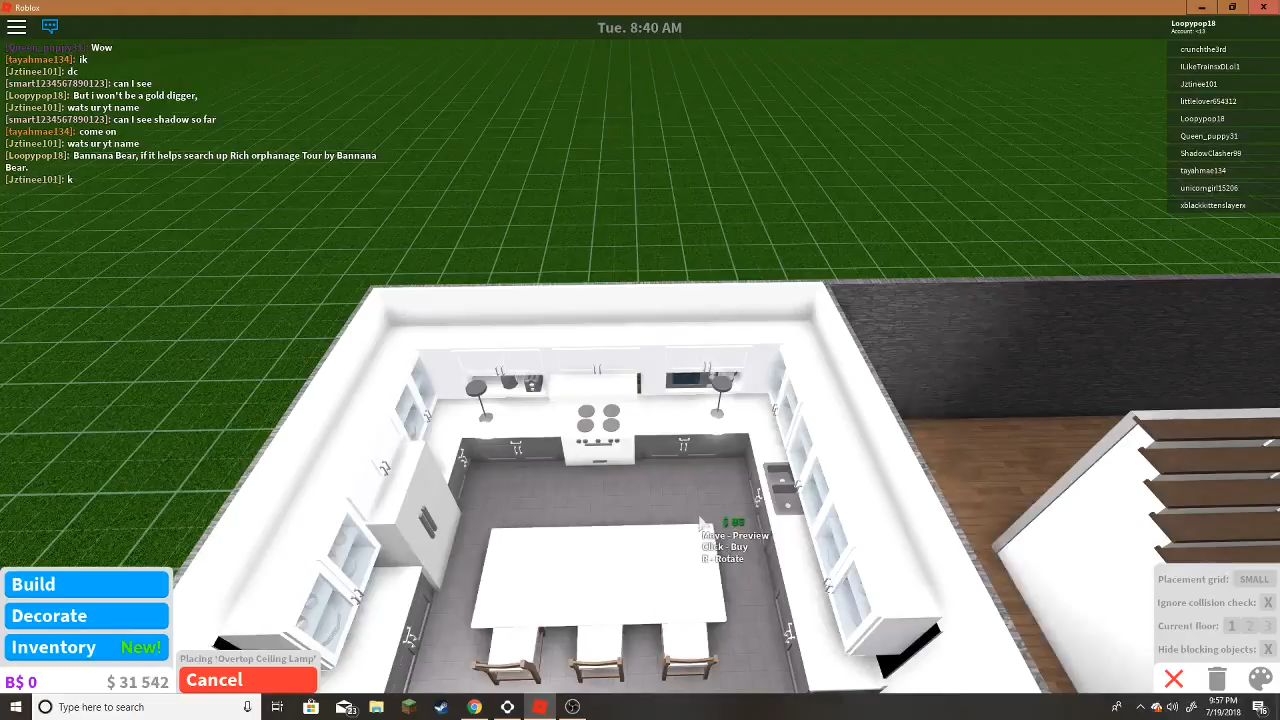 Roblox
Tue. 8:40 AM
Loopypop18
Account: <13
[Queen_puppy31]: Wow
[tayahmae134]: ik
[Jztinee101]: dc
[smart1234567890123]: can I see
[Loopypop18]: But i won't be a gold digger,
[Jztinee101]: wats ur yt name
[smart1234567890123]: can I see shadow so far
[tayahmae134]: come on
[Jztinee101]: wats ur yt name
[Loopypop18]: Bannana Bear, if it helps search up Rich orphanage Tour by Bannana
Bear.
[Jztinee101]: k
crunchthe3rd
ILikeTrainsxDLol1
Jztinee101
littlelover654312
Loopypop18
Queen_puppy31
ShadowClasher99
tayahmae134
unicorngirl15206
xblackkittenslayerx
$ 85
Move - Preview
Click - Buy
R - Rotate
Build
Decorate
Inventory New!
B$ 0 $ 31 542
Placing 'Overtop Ceiling Lamp'
Cancel
Placement grid: SMALL
Ignore collision check: X
Current floor: 1 2 3
Hide blocking objects: X
Type here to search
9:57 PM
7/19/2018